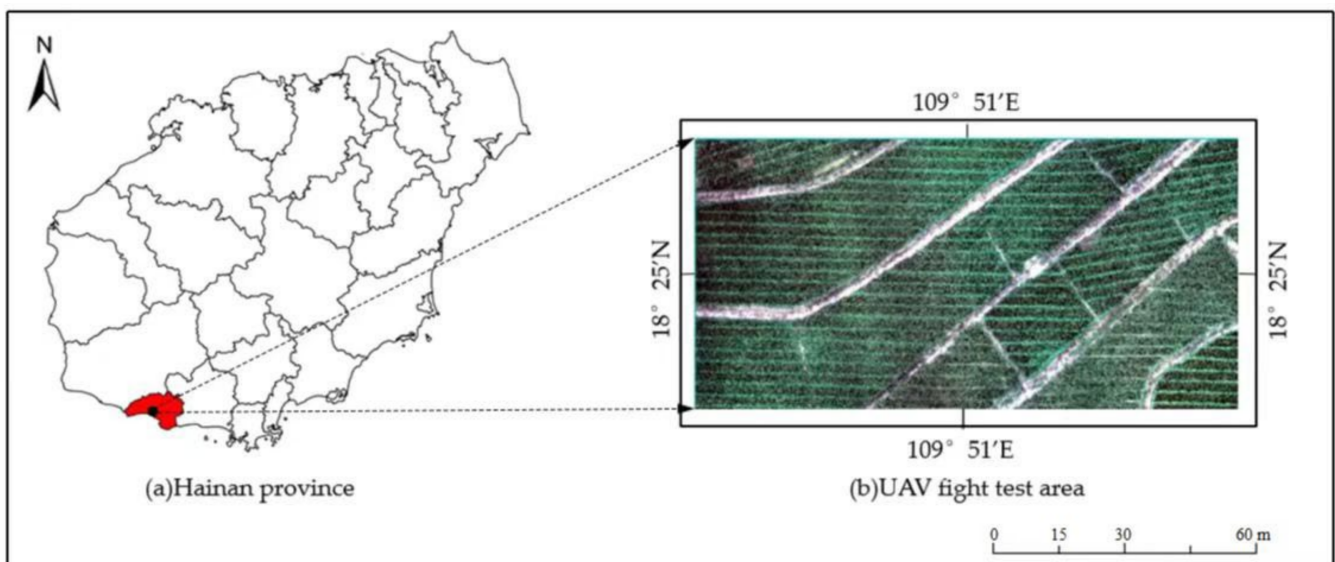 N
109° 51′E
18° 25′N
18° 25′N
109° 51′E
(a)Hainan province
(b)UAV fight test area
0 15 30 60 m